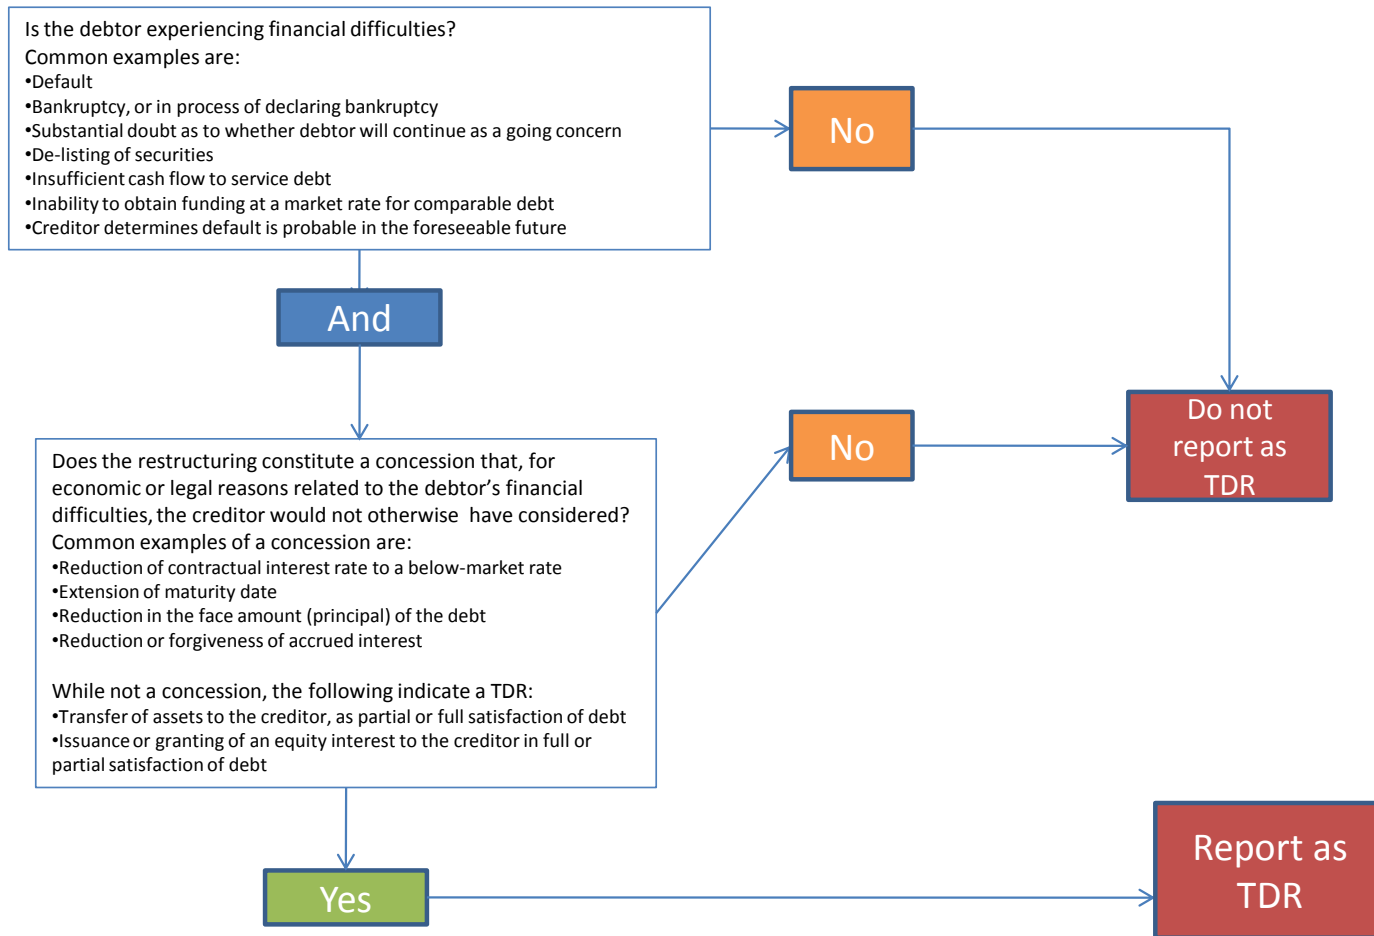 Is the debtor experiencing financial difficulties?
Common examples are:
•Default
•Bankruptcy, or in process of declaring bankruptcy
•Substantial doubt as to whether debtor will continue as a going concern
•De-listing of securities
•Insufficient cash flow to service debt
•Inability to obtain funding at a market rate for comparable debt
•Creditor determines default is probable in the foreseeable future
No
And
Does the restructuring constitute a concession that, for
economic or legal reasons related to the debtor's financial
difficulties, the creditor would not otherwise have considered?
Common examples of a concession are:
•Reduction of contractual interest rate to a below-market rate
•Extension of maturity date
•Reduction in the face amount (principal) of the debt
•Reduction or forgiveness of accrued interest
While not a concession, the following indicate a TDR:
•Transfer of assets to the creditor, as partial or full satisfaction of debt
•Issuance or granting of an equity interest to the creditor in full or
partial satisfaction of debt
No
Do not
report as
TDR
Yes
Report as
TDR